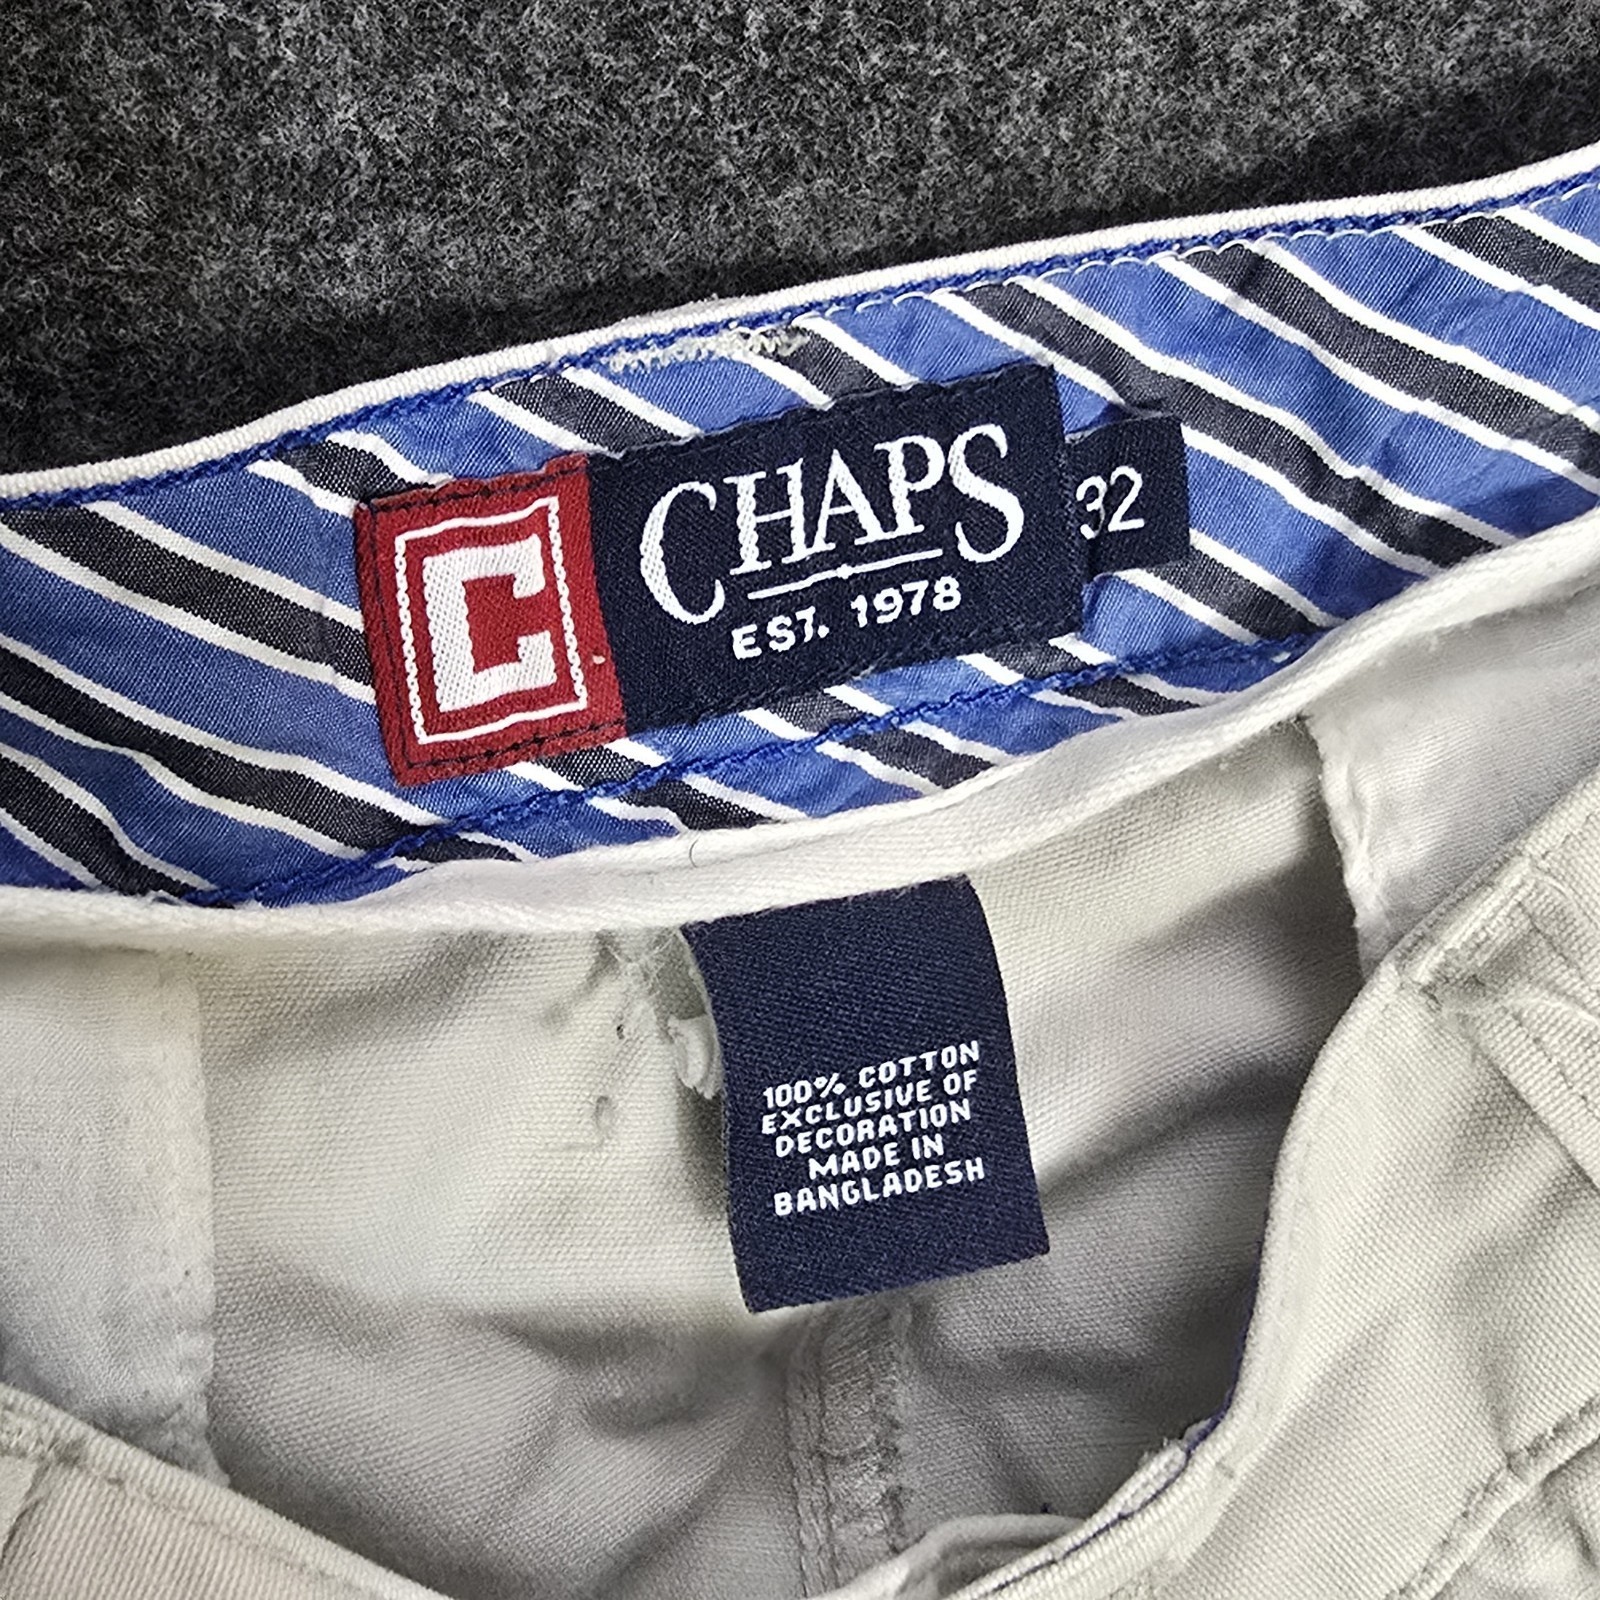 C
CHAPS
EST. 1978
32
100% COTTON
EXCLUSIVE OF
DECORATION
MADE IN
BANGLADESH